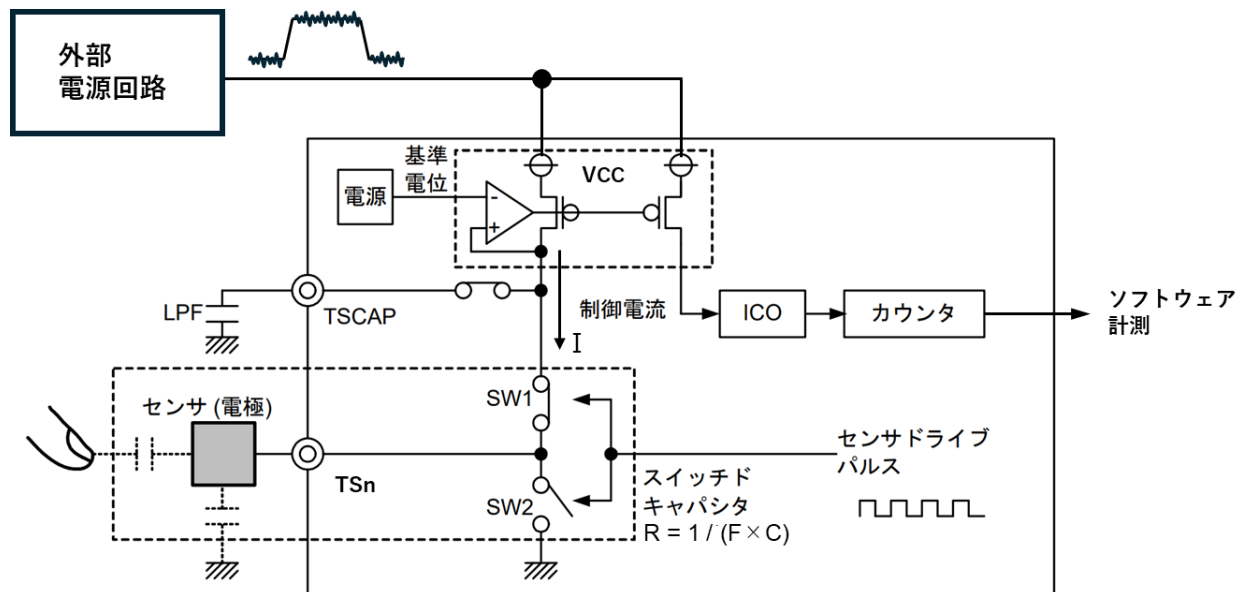 外部
電源回路
基準
電位
電源
VCC
-
+
LPF
TSCAP
制御電流
I
ICO
カウンタ
ソフトウェア
計測
センサ (電極)
SW1
TSn
SW2
センサドライブ
パルス
スイッチド
キャパシタ
R = 1 / (F×C)